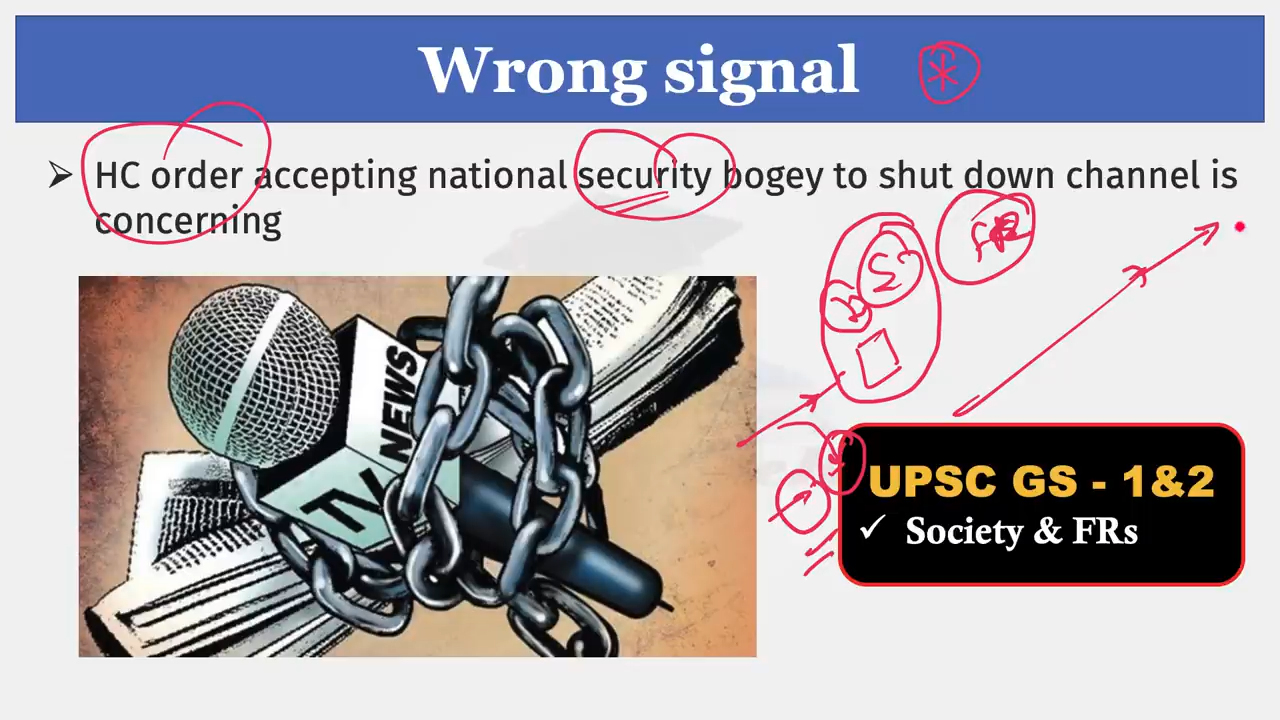 Wrong signal
➢ HC order accepting national security bogey to shut down channel is
concerning
NEWS
TV
UPSC GS - 1&2
✓ Society & FRs